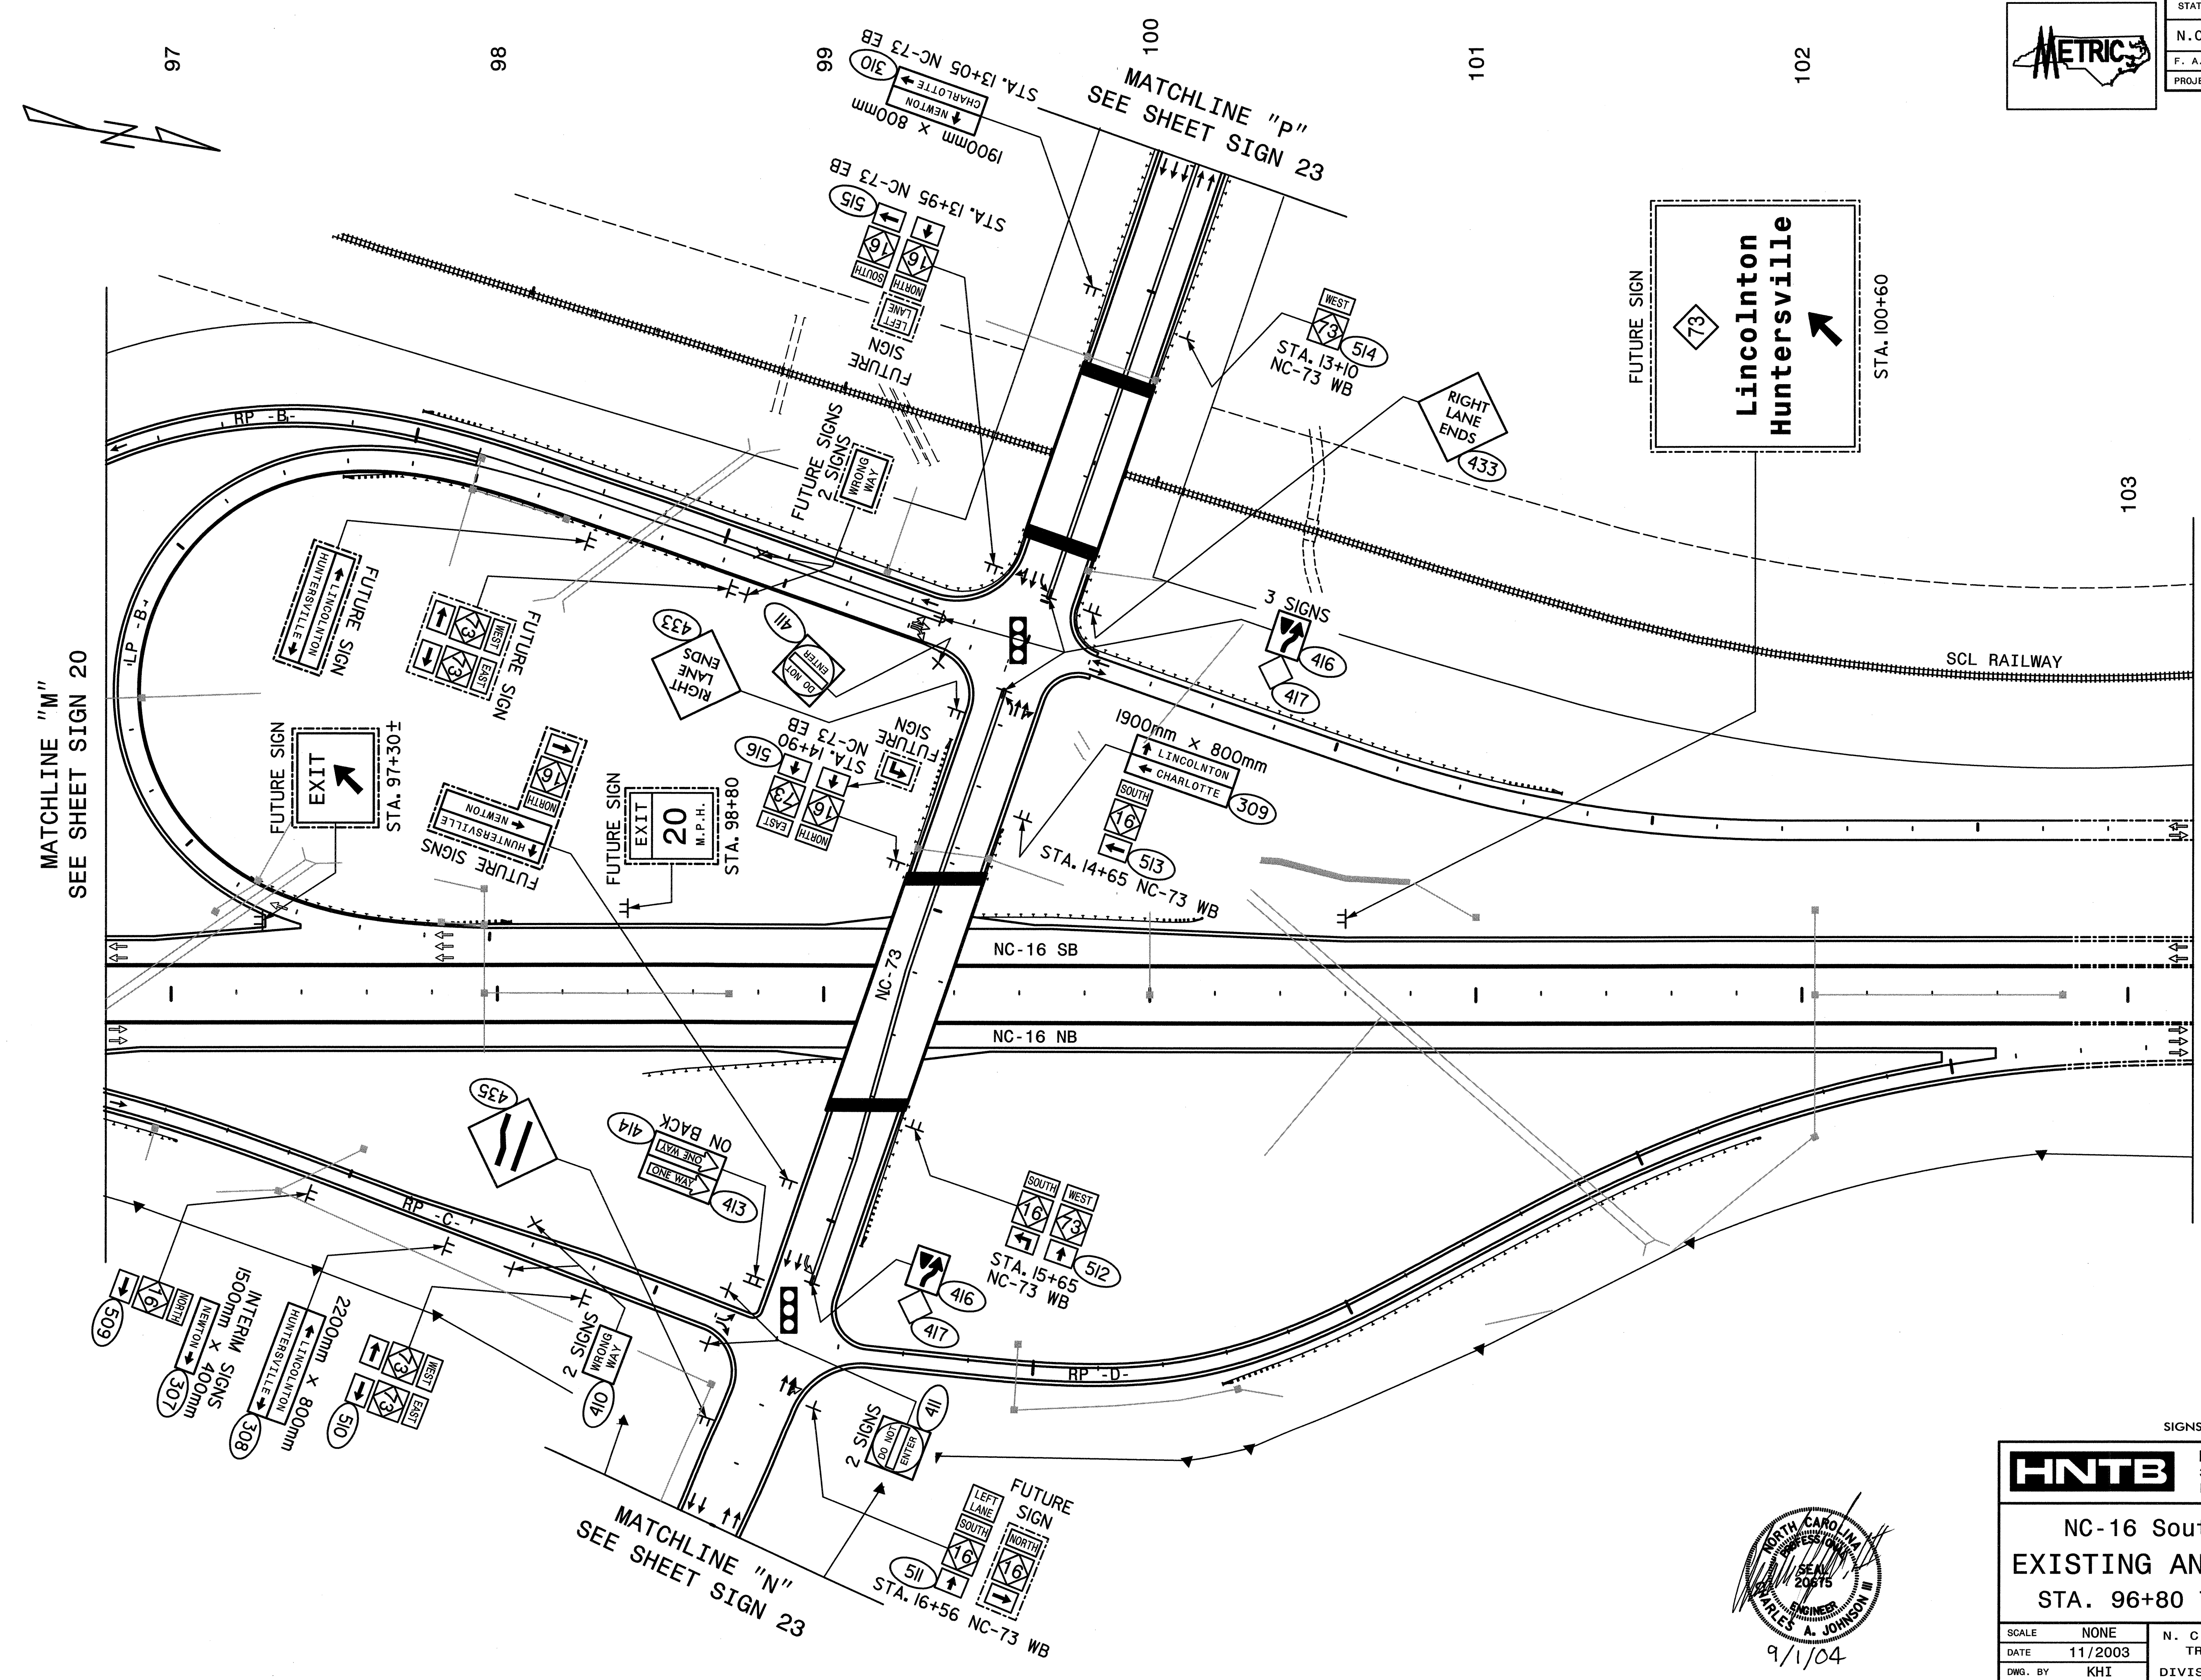 97
98
99
100
101
102
103
METRIC
N.C
F. A.
MATCHLINE "P"
SEE SHEET SIGN 23
STA. 13+05 NC-73 EB
310
CHARLOTTE
NEWTON
1900mm X 800mm
STA. 13+95 NC-73 EB
515
16
SOUTH
16
NORTH
LEFT
LANE
FUTURE
SIGN
WEST
73
514
STA. 13+10
NC-73 WB
RIGHT
LANE
ENDS
433
FUTURE SIGN
73
Lincolnton
Huntersville
STA. 100+60
RP -B-
LP -B-
FUTURE SIGNS
2 SIGNS
WRONG
WAY
MATCHLINE "M"
SEE SHEET SIGN 20
LINCOLNTON
HUNTERSVILLE
FUTURE SIGN
73
WEST
73
EAST
FUTURE SIGN
433
RIGHT
LANE
ENDS
411
DO NOT
ENTER
3 SIGNS
416
417
SCL RAILWAY
FUTURE SIGN
EXIT
STA. 97+30±
16
NORTH
NEWTON
HUNTERSVILLE
FUTURE SIGNS
FUTURE SIGN
EXIT
20
M.P.H.
STA. 98+80
STA. 14+90
NC-73 EB
516
73
EAST
16
NORTH
FUTURE
SIGN
1900mm X 800mm
LINCOLNTON
CHARLOTTE
309
SOUTH
16
513
STA. 14+65 NC-73 WB
NC-16 SB
NC-73
NC-16 NB
435
414
ON BACK
ONE WAY
ONE WAY
413
SOUTH
16
WEST
73
512
STA. 15+65
NC-73 WB
416
417
RP -C-
RP -D-
509
16
NORTH
NEWTON
307
INTERIM SIGNS
1500mm X 400mm
LINCOLNTON
HUNTERSVILLE
308
2200mm X 800mm
73
WEST
73
EAST
510
2 SIGNS
WRONG
WAY
410
2 SIGNS
DO NOT
ENTER
411
LEFT
LANE
SOUTH
16
511
FUTURE
SIGN
NORTH
16
STA. 16+56 NC-73 WB
MATCHLINE "N"
SEE SHEET SIGN 23
NORTH CAROLINA
PROFESSIONAL
SEAL
20675
ENGINEER
CHARLES A. JOHNSON III
9/1/04
SIGNS
HNTB
NC-16
EXISTING
STA. 96+80
SCALE NONE
DATE 11/2003
DWG. BY KHI
N. C